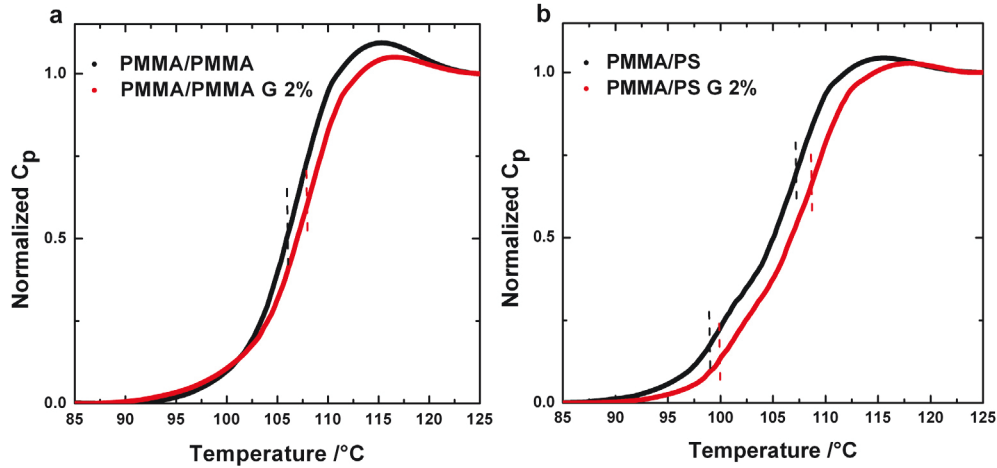 a
PMMA/PMMA
PMMA/PMMA G 2%
Normalized Cp
1.0
0.5
0.0
85 90 95 100 105 110 115 120 125
Temperature /°C
b
PMMA/PS
PMMA/PS G 2%
Normalized Cp
1.0
0.5
0.0
85 90 95 100 105 110 115 120 125
Temperature /°C